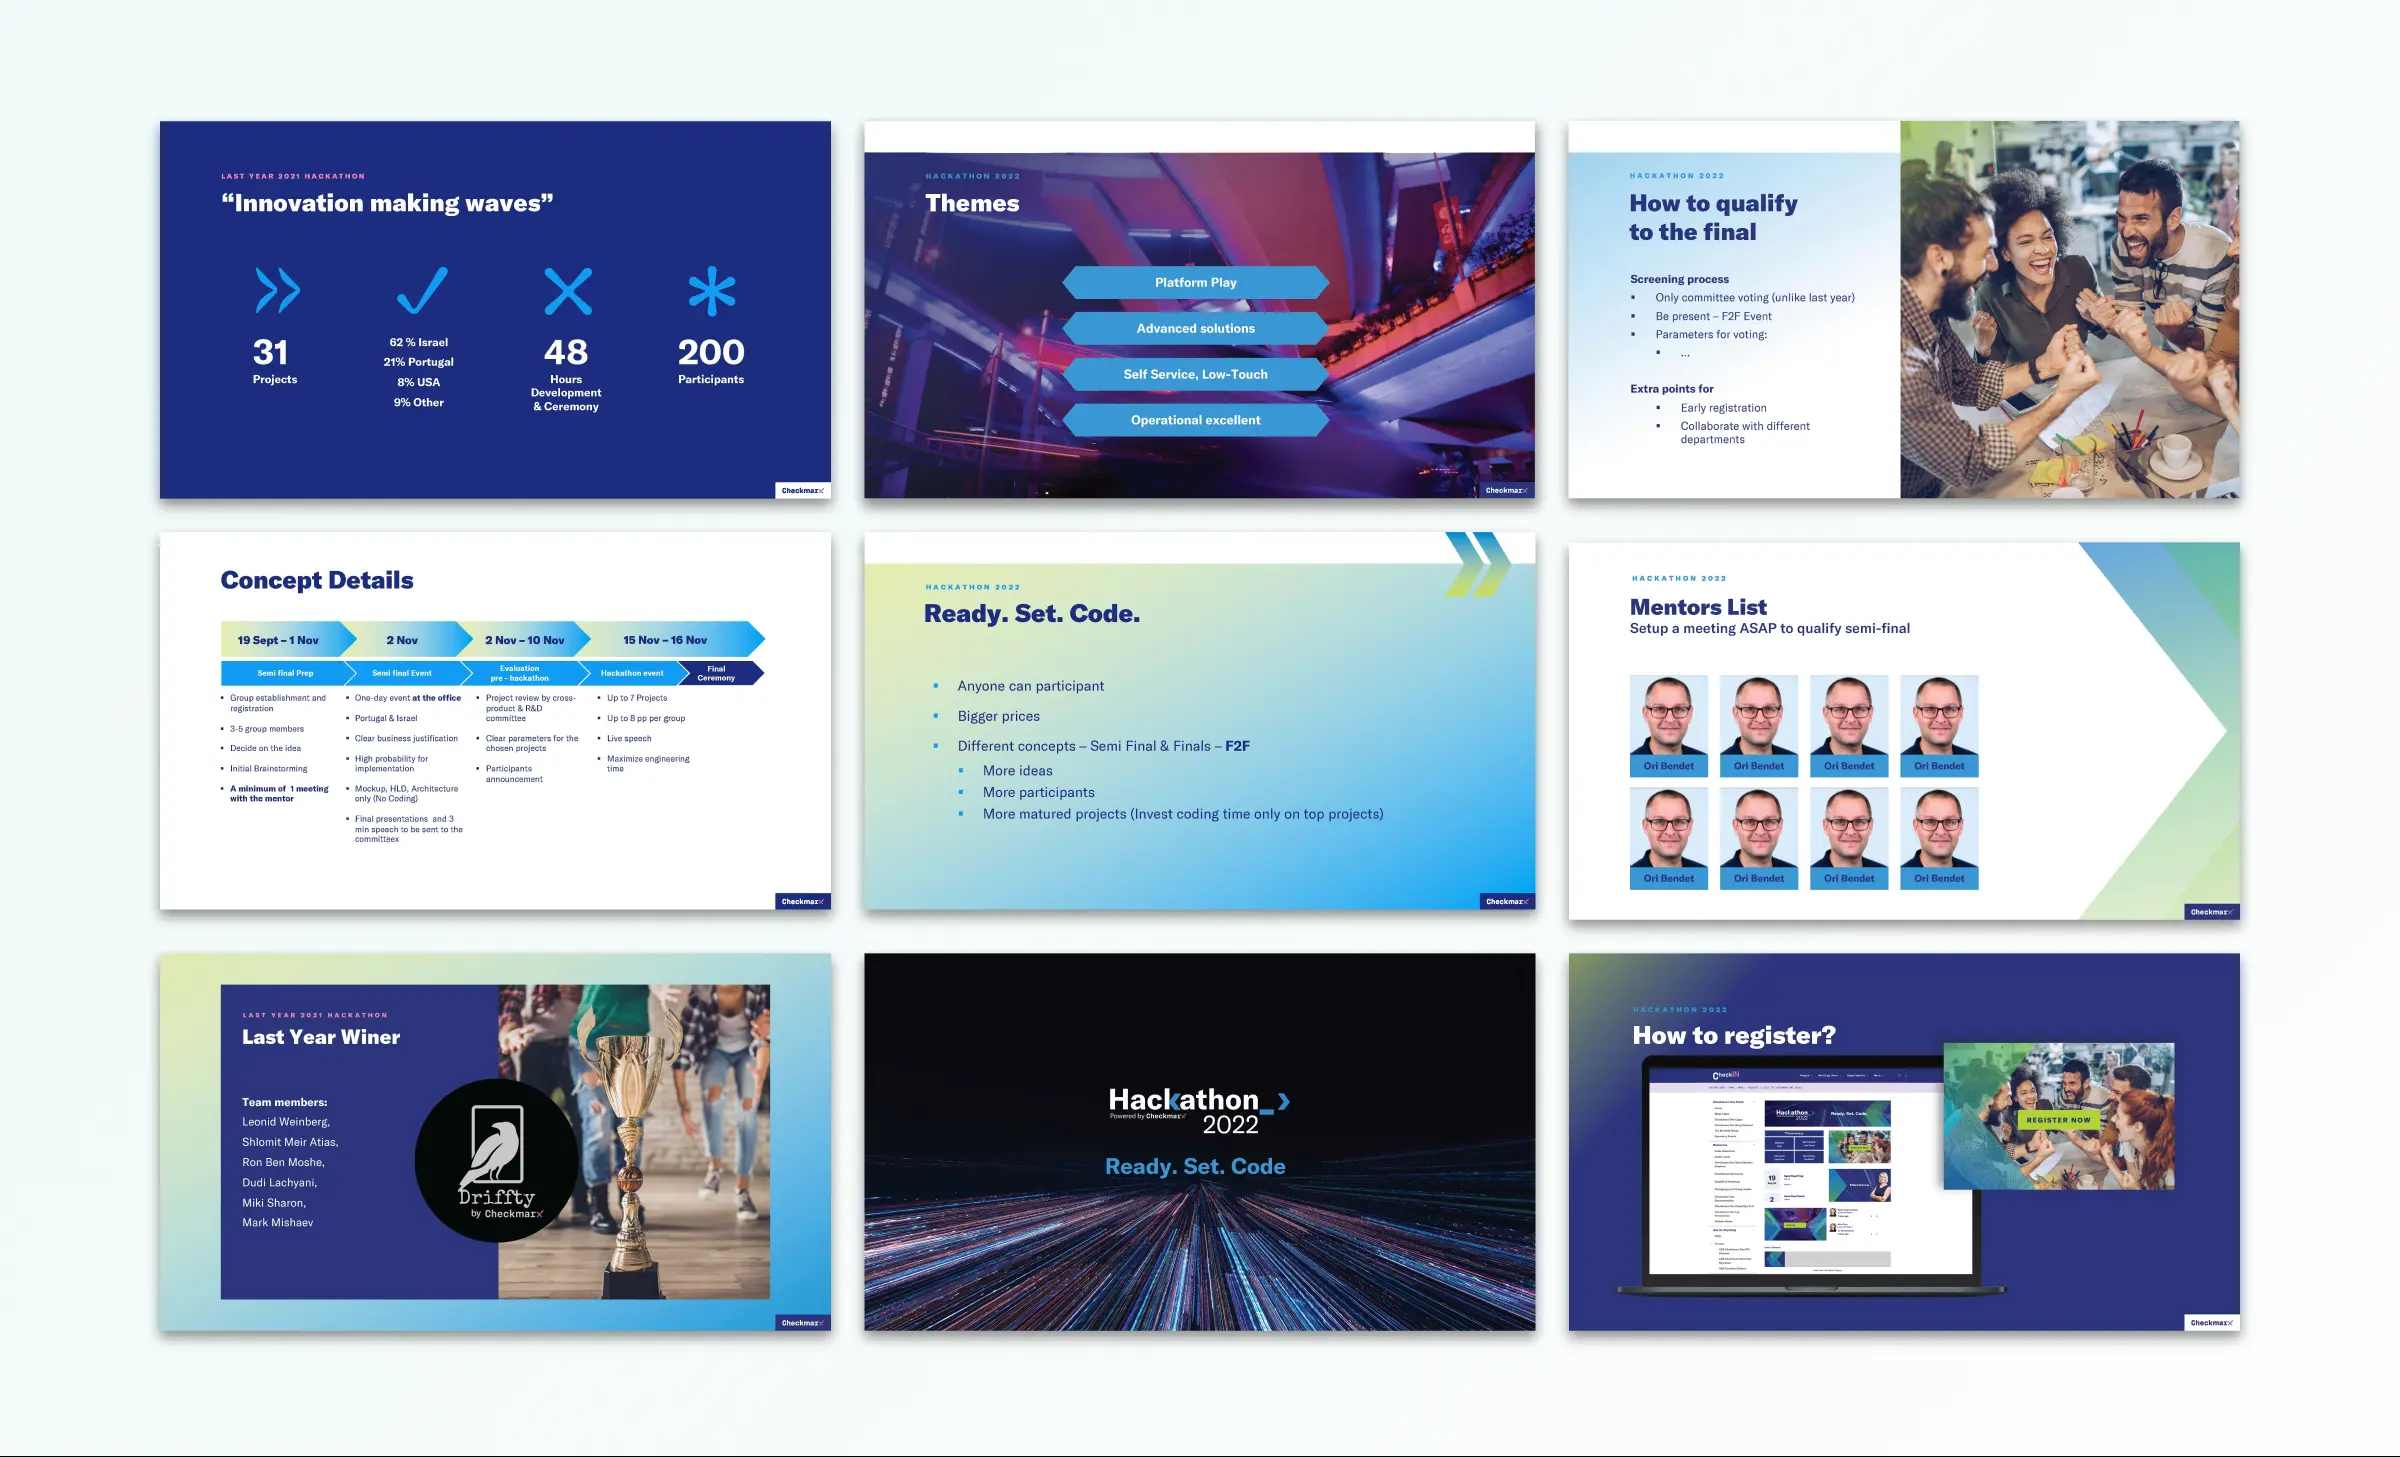 LAST YEAR 2021 HACKATHON
“Innovation making waves”
31
Projects
62 % Israel
21% Portugal
8% USA
9% Other
48
Hours
Development
& Ceremony
200
Participants
Checkmarx
HACKATHON 2022
Themes
Platform Play
Advanced solutions
Self Service, Low-Touch
Operational excellent
Checkmarx
HACKATHON 2022
How to qualify
to the final
Screening process
▪ Only committee voting (unlike last year)
▪ Be present – F2F Event
▪ Parameters for voting:
▪ ...
Extra points for
▪ Early registration
▪ Collaborate with different
departments
Concept Details
19 Sept – 1 Nov
2 Nov
2 Nov – 10 Nov
15 Nov – 16 Nov
Semi final Prep
Semi final Event
Evaluation
pre - hackathon
Hackathon event
Final
Ceremony
▪ Group establishment and
registration
▪ 3-5 group members
▪ Decide on the idea
▪ Initial Brainstorming
▪ A minimum of 1 meeting
with the mentor
▪ One-day event at the office
▪ Portugal & Israel
▪ Clear business justification
▪ High probability for
implementation
▪ Mockup, HLD, Architecture
only (No Coding)
▪ Final presentations and 3
min speech to be sent to the
committeex
▪ Project review by cross-
product & R&D
committee
▪ Clear parameters for the
chosen projects
▪ Participants
announcement
▪ Up to 7 Projects
▪ Up to 8 pp per group
▪ Live speech
▪ Maximize engineering
time
Checkmarx
HACKATHON 2022
Ready. Set. Code.
▪ Anyone can participant
▪ Bigger prices
▪ Different concepts – Semi Final & Finals – F2F
▪ More ideas
▪ More participants
▪ More matured projects (Invest coding time only on top projects)
Checkmarx
HACKATHON 2022
Mentors List
Setup a meeting ASAP to qualify semi-final
Ori Bendet
Ori Bendet
Ori Bendet
Ori Bendet
Ori Bendet
Ori Bendet
Ori Bendet
Ori Bendet
Checkmarx
LAST YEAR 2021 HACKATHON
Last Year Winer
Team members:
Leonid Weinberg,
Shlomit Meir Atias,
Ron Ben Moshe,
Dudi Lachyani,
Miki Sharon,
Mark Mishaev
Driffty
by Checkmarx
Checkmarx
Hackathon_>
Powered by Checkmarx
2022
Ready. Set. Code
HACKATHON 2022
How to register?
CheckIN
Hackathon
2022
Ready. Set. Code.
19
2
REGISTER NOW
Checkmarx